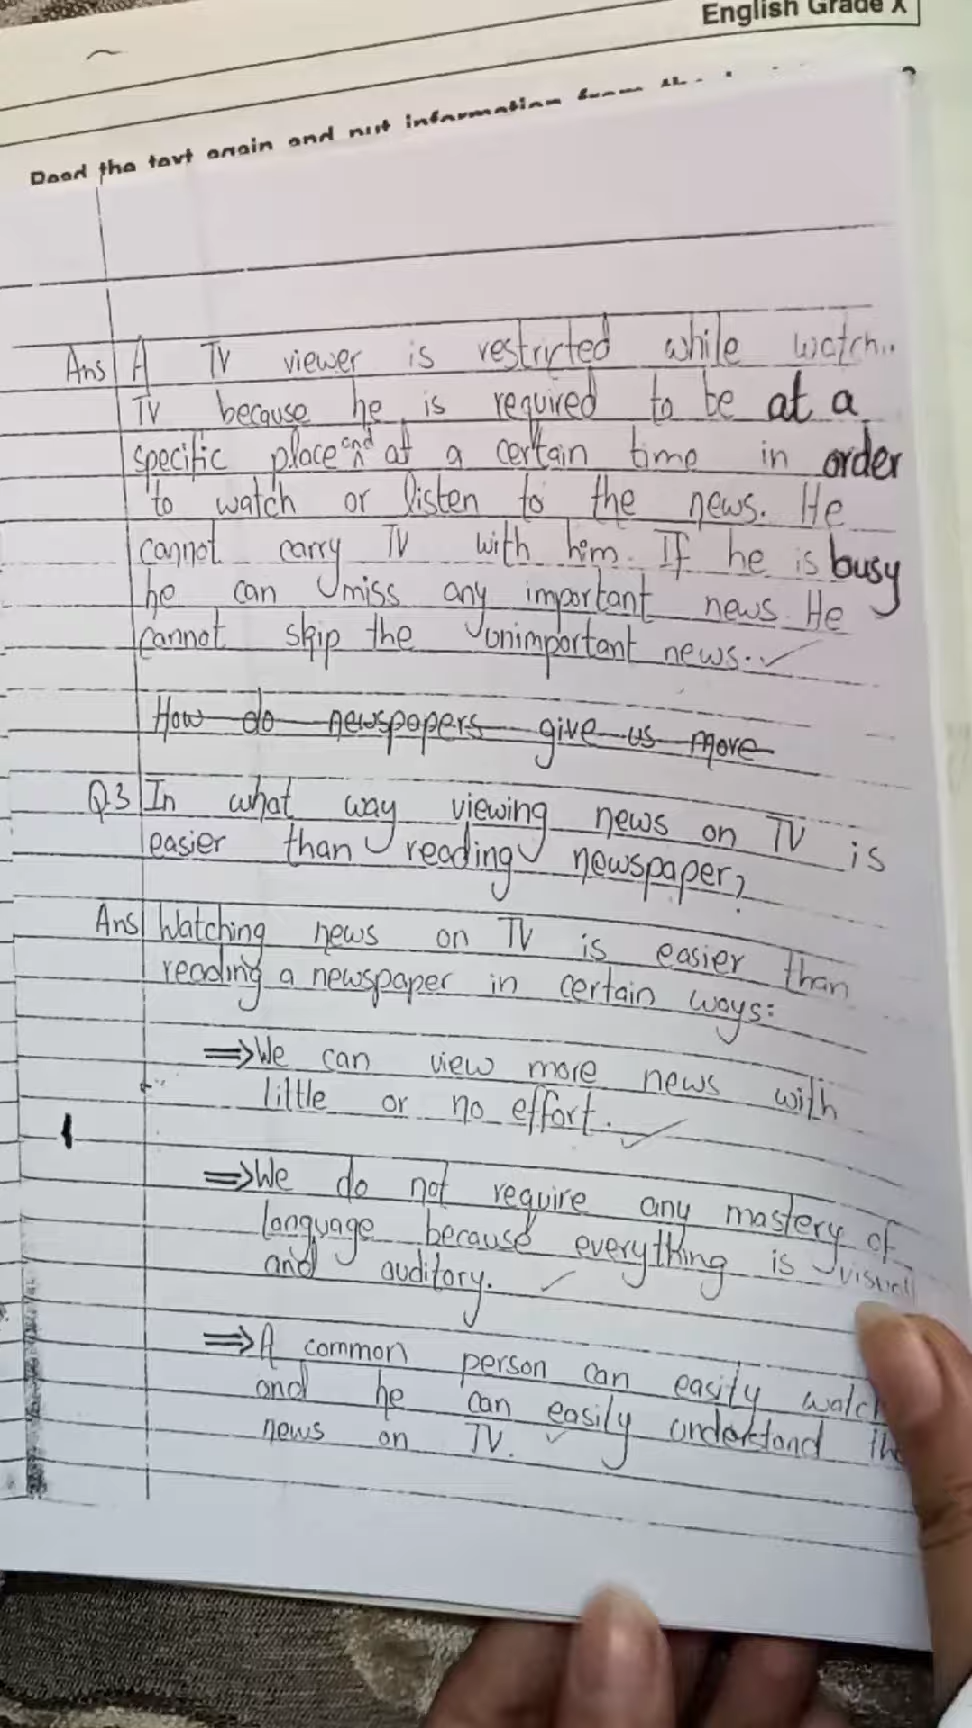 English Grade X
Read the text again and put information from the
Ans A TV viewer is restricted while watch..
TV because he is required to be at a
specific place and at a certain time in order
to watch or listen to the news. He
cannot carry TV with him. If he is busy
he can miss any important news. He
cannot skip the unimportant news.
How do newspapers give us more
Q.3 In what way viewing news on TV is
easier than reading newspaper?
Ans Watching news on TV is easier than
reading a newspaper in certain ways:
⇒We can view more news with
little or no effort.
⇒We do not require any mastery of
language because everything is visual
and auditory.
⇒A common person can easily watch
and he can easily understand the
news on TV.